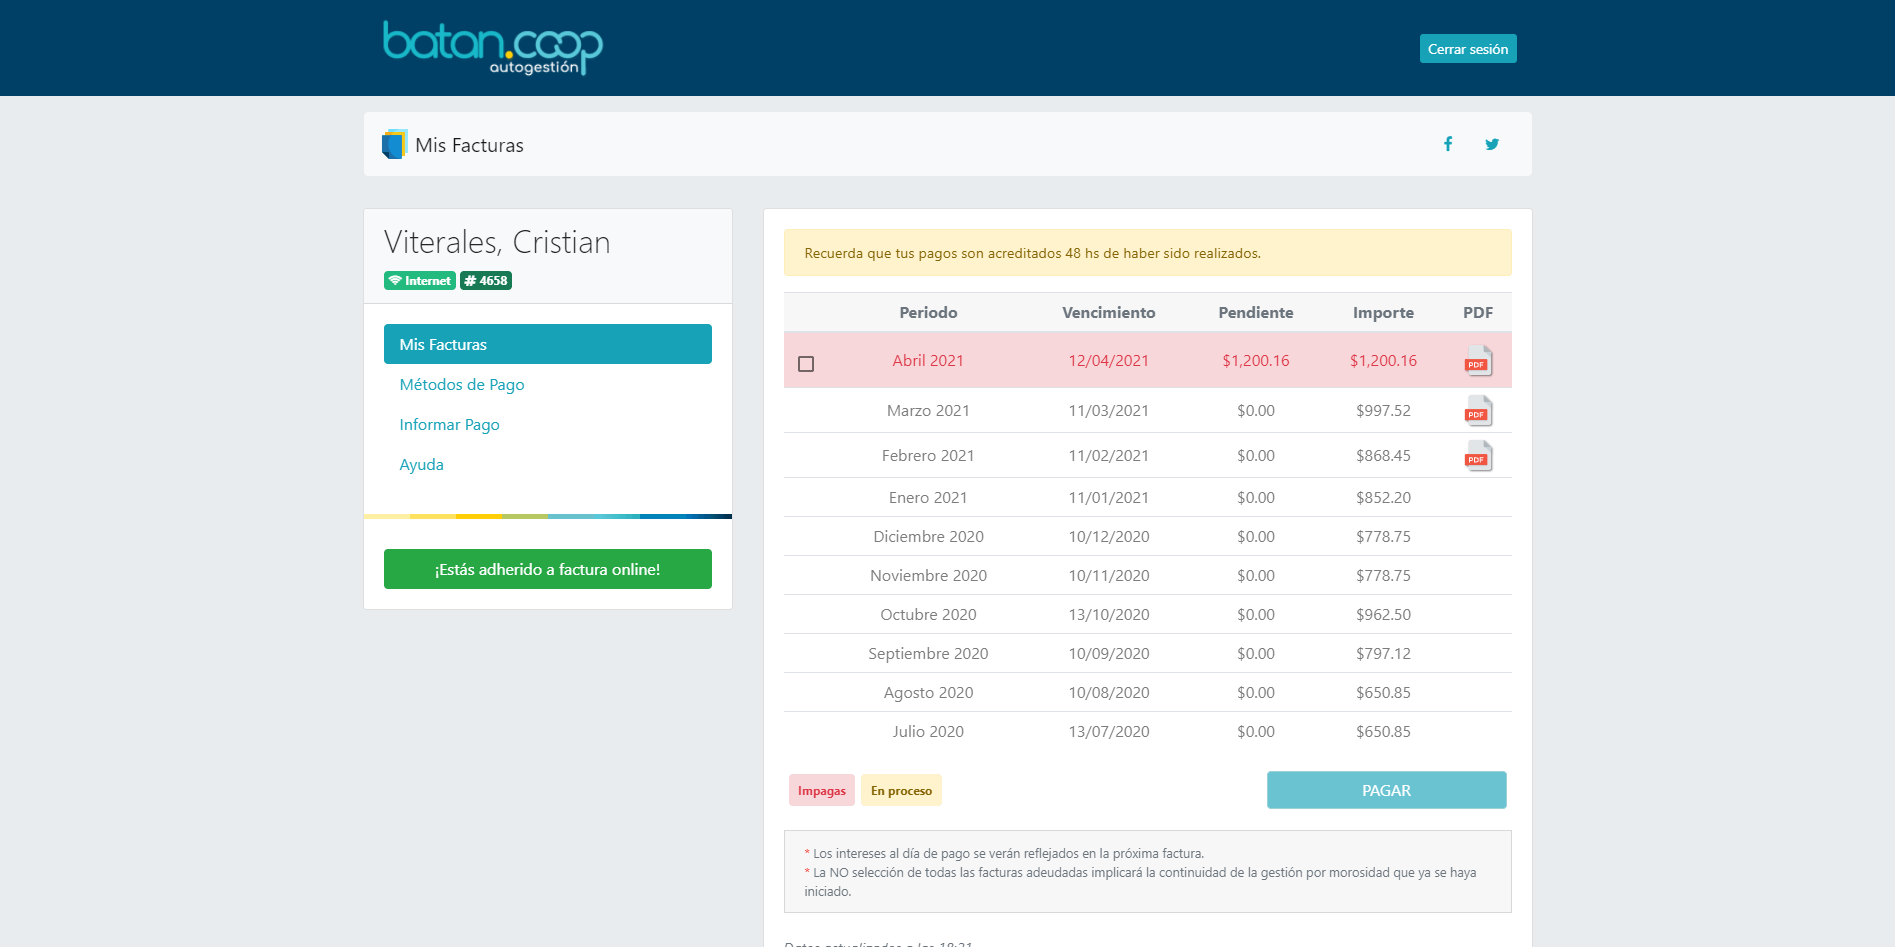 batan.coop
autogestión
Cerrar sesión
Mis Facturas
Viterales, Cristian
Internet # 4658
Mis Facturas
Métodos de Pago
Informar Pago
Ayuda
¡Estás adherido a factura online!
Recuerda que tus pagos son acreditados 48 hs de haber sido realizados.
Periodo Vencimiento Pendiente Importe PDF
Abril 2021 12/04/2021 $1,200.16 $1,200.16 PDF
Marzo 2021 11/03/2021 $0.00 $997.52 PDF
Febrero 2021 11/02/2021 $0.00 $868.45 PDF
Enero 2021 11/01/2021 $0.00 $852.20
Diciembre 2020 10/12/2020 $0.00 $778.75
Noviembre 2020 10/11/2020 $0.00 $778.75
Octubre 2020 13/10/2020 $0.00 $962.50
Septiembre 2020 10/09/2020 $0.00 $797.12
Agosto 2020 10/08/2020 $0.00 $650.85
Julio 2020 13/07/2020 $0.00 $650.85
Impagas En proceso PAGAR
* Los intereses al día de pago se verán reflejados en la próxima factura.
* La NO selección de todas las facturas adeudadas implicará la continuidad de la gestión por morosidad que ya se haya
iniciado.
Datos actualizados a las 18:21